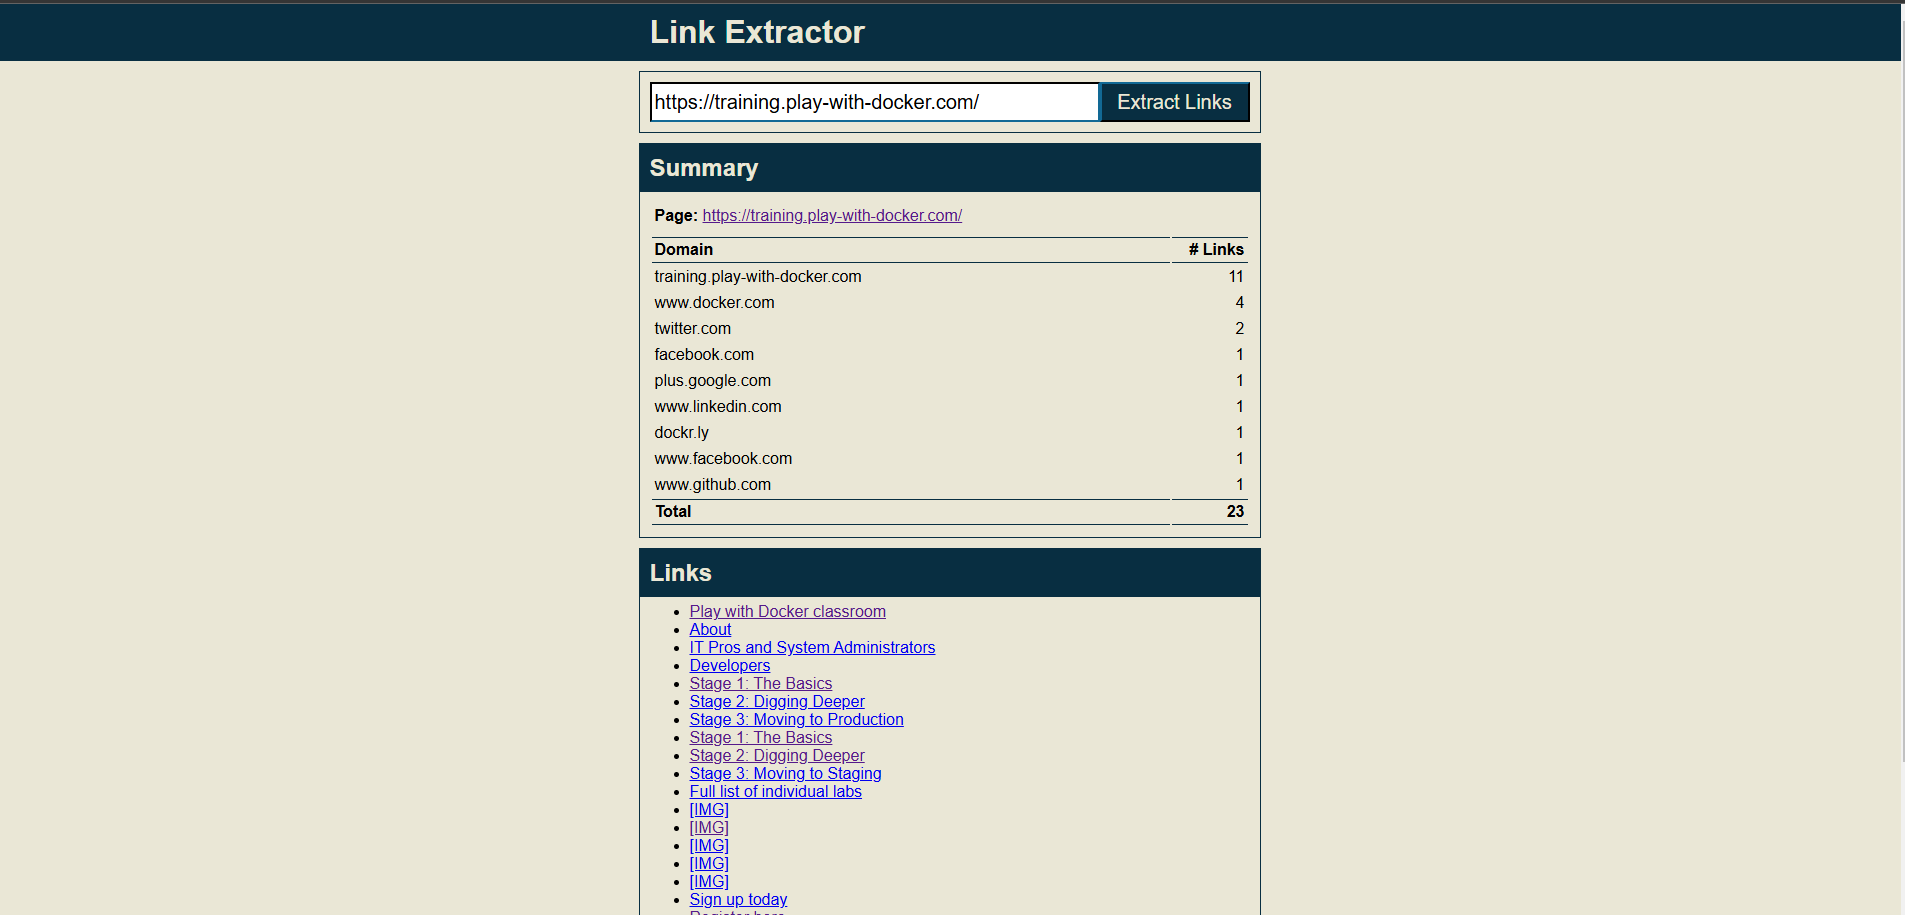 Link Extractor
https://training.play-with-docker.com/ Extract Links
Summary
Page: https://training.play-with-docker.com/
Domain # Links
training.play-with-docker.com 11
www.docker.com 4
twitter.com 2
facebook.com 1
plus.google.com 1
www.linkedin.com 1
dockr.ly 1
www.facebook.com 1
www.github.com 1
Total 23
Links
Play with Docker classroom
About
IT Pros and System Administrators
Developers
Stage 1: The Basics
Stage 2: Digging Deeper
Stage 3: Moving to Production
Stage 1: The Basics
Stage 2: Digging Deeper
Stage 3: Moving to Staging
Full list of individual labs
[IMG]
[IMG]
[IMG]
[IMG]
[IMG]
Sign up today
Register here